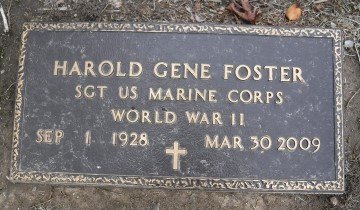 HAROLD GENE FOSTER
SGT US MARINE CORPS
WORLD WAR II
SEP 1 1928 MAR 30 2009